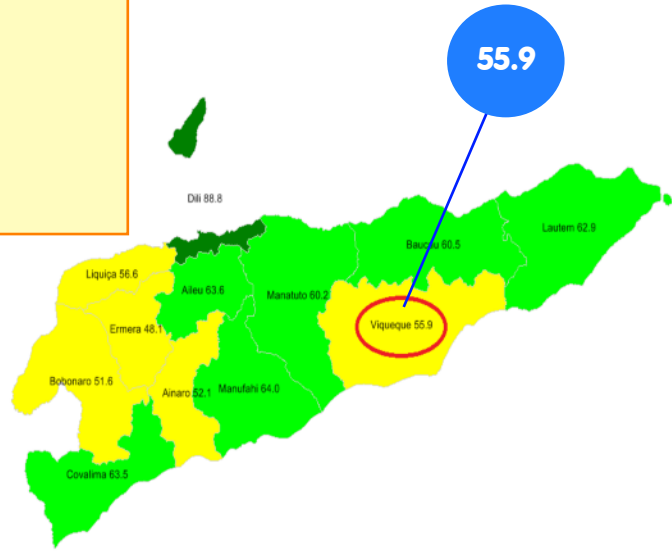 55.9
Dili 88.8
Lautem 62.9
Baucau 60.5
Liquiça 56.6
Aileu 63.6
Manatuto 60.2
Viqueque 55.9
Ermera 48.1
Bobonaro 51.6
Ainaro 52.1
Manufahi 64.0
Covalima 63.5